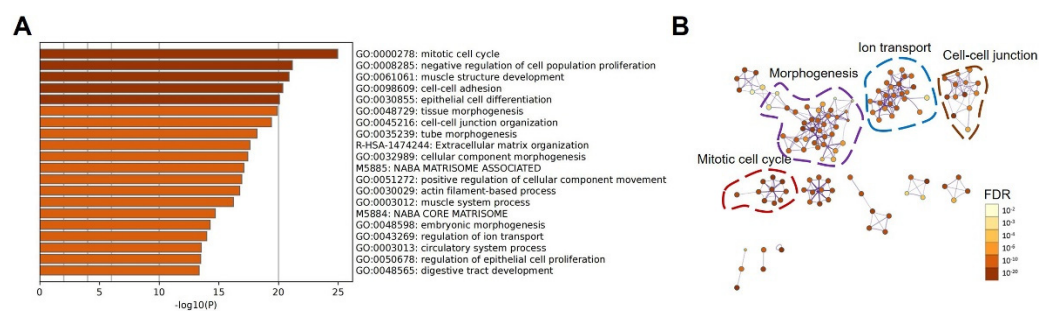 A
GO:0000278: mitotic cell cycle
GO:0008285: negative regulation of cell population proliferation
GO:0061061: muscle structure development
GO:0098609: cell-cell adhesion
GO:0030855: epithelial cell differentiation
GO:0048729: tissue morphogenesis
GO:0045216: cell-cell junction organization
GO:0035239: tube morphogenesis
R-HSA-1474244: Extracellular matrix organization
GO:0032989: cellular component morphogenesis
M5885: NABA MATRISOME ASSOCIATED
GO:0051272: positive regulation of cellular component movement
GO:0030029: actin filament-based process
GO:0003012: muscle system process
M5884: NABA CORE MATRISOME
GO:0048598: embryonic morphogenesis
GO:0043269: regulation of ion transport
GO:0003013: circulatory system process
GO:0050678: regulation of epithelial cell proliferation
GO:0048565: digestive tract development
0 5 10 15 20 25
-log10(P)
B
Ion transport
Cell-cell junction
Morphogenesis
Mitotic cell cycle
FDR
10⁻²
10⁻³
10⁻⁴
10⁻⁶
10⁻¹⁰
10⁻²⁰